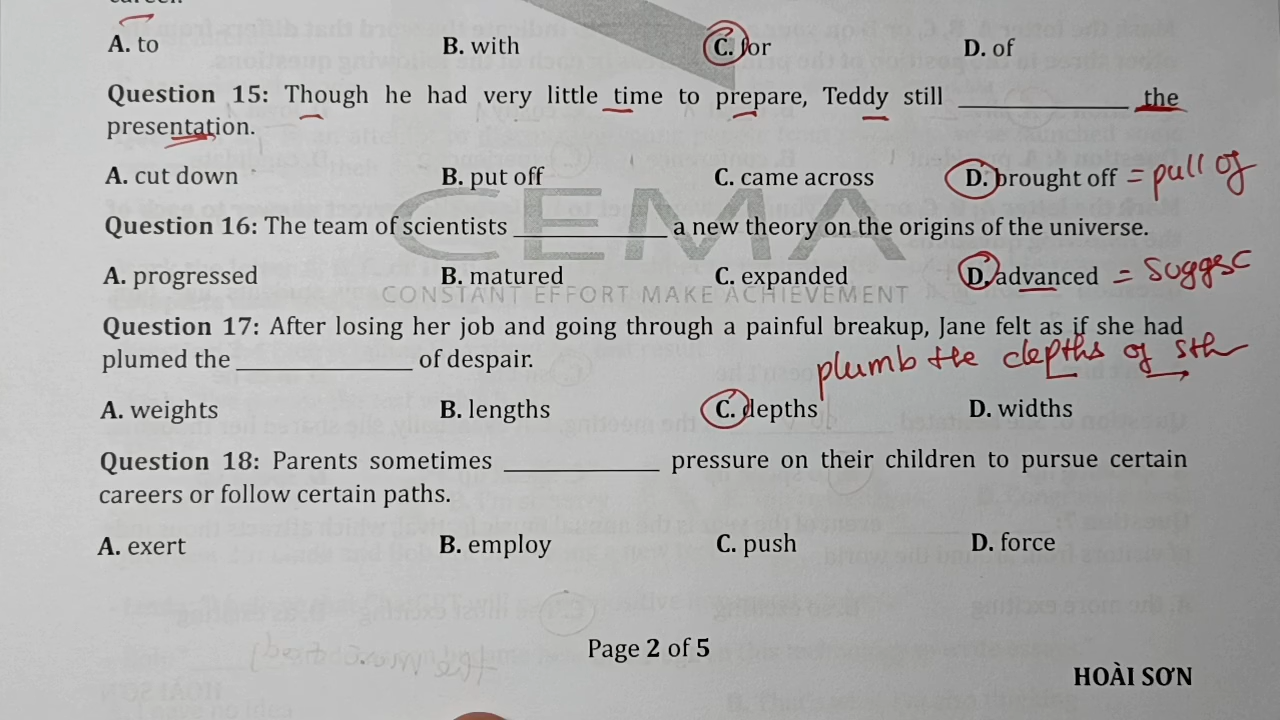 A. to B. with C. for D. of
Question 15: Though he had very little time to prepare, Teddy still ____________ the
presentation.
A. cut down B. put off C. came across D. brought off = pull of
CEMA
Question 16: The team of scientists ____________ a new theory on the origins of the universe.
A. progressed B. matured C. expanded D. advanced = suggest
CONSTANT EFFORT MAKE ACHIEVEMENT
Question 17: After losing her job and going through a painful breakup, Jane felt as if she had
plumed the ____________ of despair. plumb the depths of sth
A. weights B. lengths C. depths D. widths
Question 18: Parents sometimes ____________ pressure on their children to pursue certain
careers or follow certain paths.
A. exert B. employ C. push D. force
Page 2 of 5
HOÀI SƠN